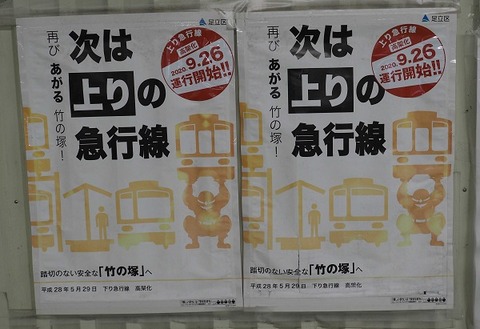 足立区
上り急行線
高架化
2020. 9.26
運行開始!!
再び あがる 竹の塚!
次は
上りの
急行線
踏切のない安全な「竹の塚」へ
平成28年5月29日 下り急行線 高架化
足立区
上り急行線
高架化
2020. 9.26
運行開始!!
再び あがる 竹の塚!
次は
上りの
急行線
踏切のない安全な「竹の塚」へ
平成28年5月29日 下り急行線 高架化